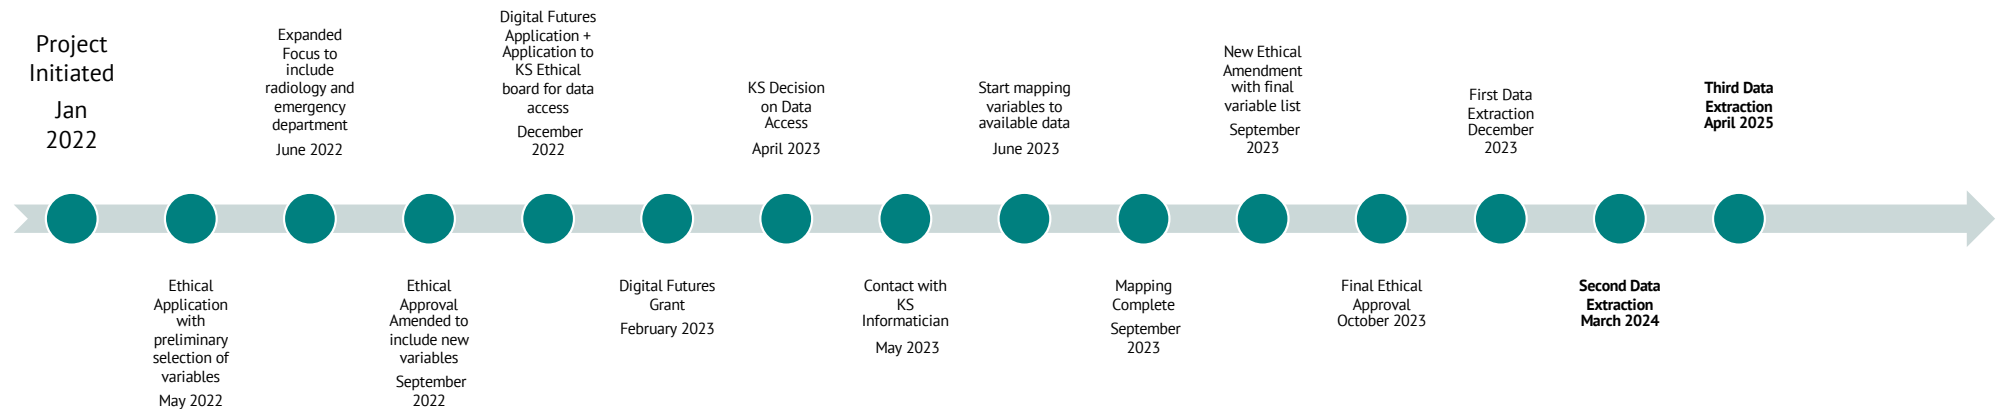 Project
Initiated
Jan
2022
Ethical
Application
with
preliminary
selection of
variables
May 2022
Expanded
Focus to
include
radiology and
emergency
department
June 2022
Ethical
Approval
Amended to
include new
variables
September
2022
Digital Futures
Application +
Application to
KS Ethical
board for data
access
December
2022
Digital Futures
Grant
February 2023
KS Decision
on Data
Access
April 2023
Contact with
KS
Informatician
May 2023
Start mapping
variables to
available data
June 2023
Mapping
Complete
September
2023
New Ethical
Amendment
with final
variable list
September
2023
Final Ethical
Approval
October 2023
First Data
Extraction
December
2023
Second Data
Extraction
March 2024
Third Data
Extraction
April 2025